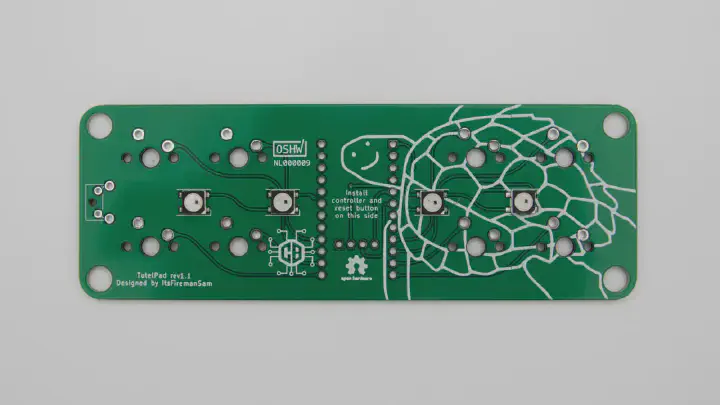 OSHW
NL000009
Install
controller and
reset button
on this side
open hardware
TutelPad rev1.1
Designed by ItsFiremanSam